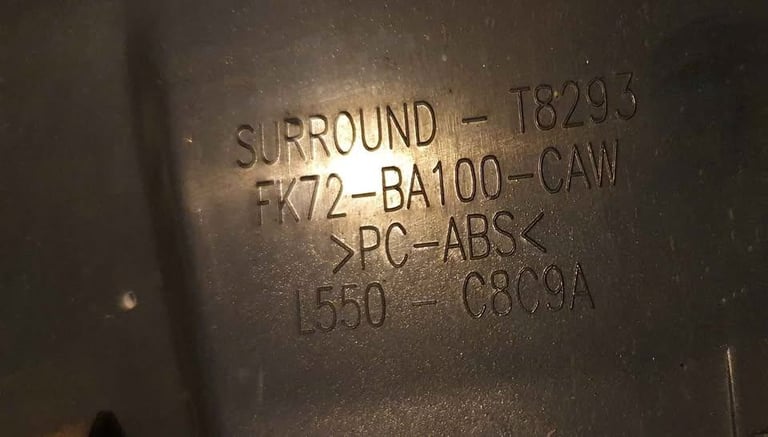 SURROUND - T8293
FK72-BA100-CAW
>PC-ABS<
L550 - C8C9A